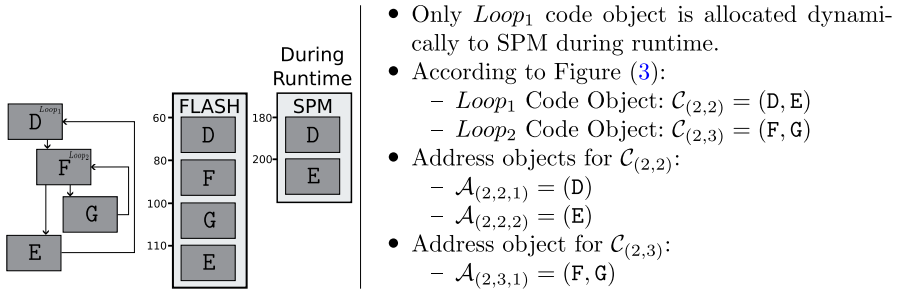 D Loop₁
F Loop₂
G
E
FLASH
60
D
80
F
100
G
110
E
During
Runtime
SPM
180
D
200
E
• Only Loop₁ code object is allocated dynami-
cally to SPM during runtime.
• According to Figure (3):
– Loop₁ Code Object: 𝒞(2,2) = (D, E)
– Loop₂ Code Object: 𝒞(2,3) = (F, G)
• Address objects for 𝒞(2,2):
– 𝒜(2,2,1) = (D)
– 𝒜(2,2,2) = (E)
• Address object for 𝒞(2,3):
– 𝒜(2,3,1) = (F, G)